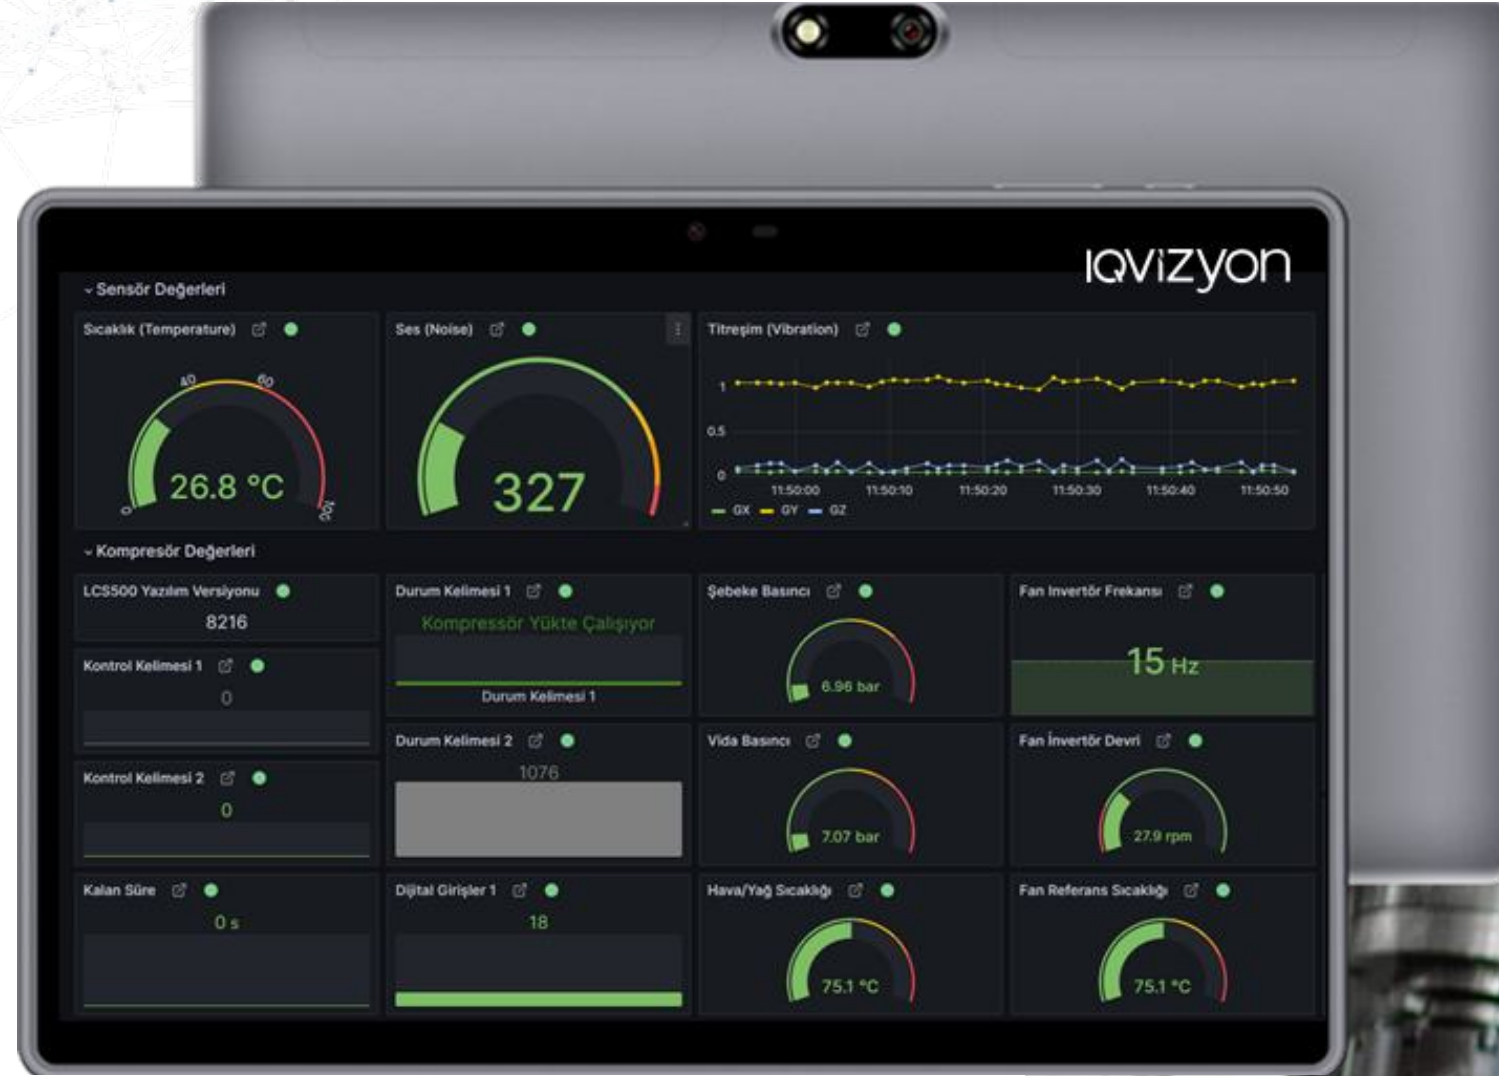 IQVizyon
Sensör Değerleri
Sıcaklık (Temperature)
0
40
60
100
26.8 °C
Ses (Noise)
327
Titreşim (Vibration)
1
0.5
0
11:50:00 11:50:10 11:50:20 11:50:30 11:50:40 11:50:50
GX GY GZ
Kompresör Değerleri
LCS500 Yazılım Versiyonu
8216
Kontrol Kelimesi 1
0
Kontrol Kelimesi 2
0
Kalan Süre
0 s
Durum Kelimesi 1
Kompressör Yükte Çalışıyor
Durum Kelimesi 1
Durum Kelimesi 2
1076
Dijital Girişler 1
18
Şebeke Basıncı
6.96 bar
Vida Basıncı
7.07 bar
Hava/Yağ Sıcaklığı
75.1 °C
Fan Invertör Frekansı
15 Hz
Fan İnvertör Devri
27.9 rpm
Fan Referans Sıcaklığı
75.1 °C